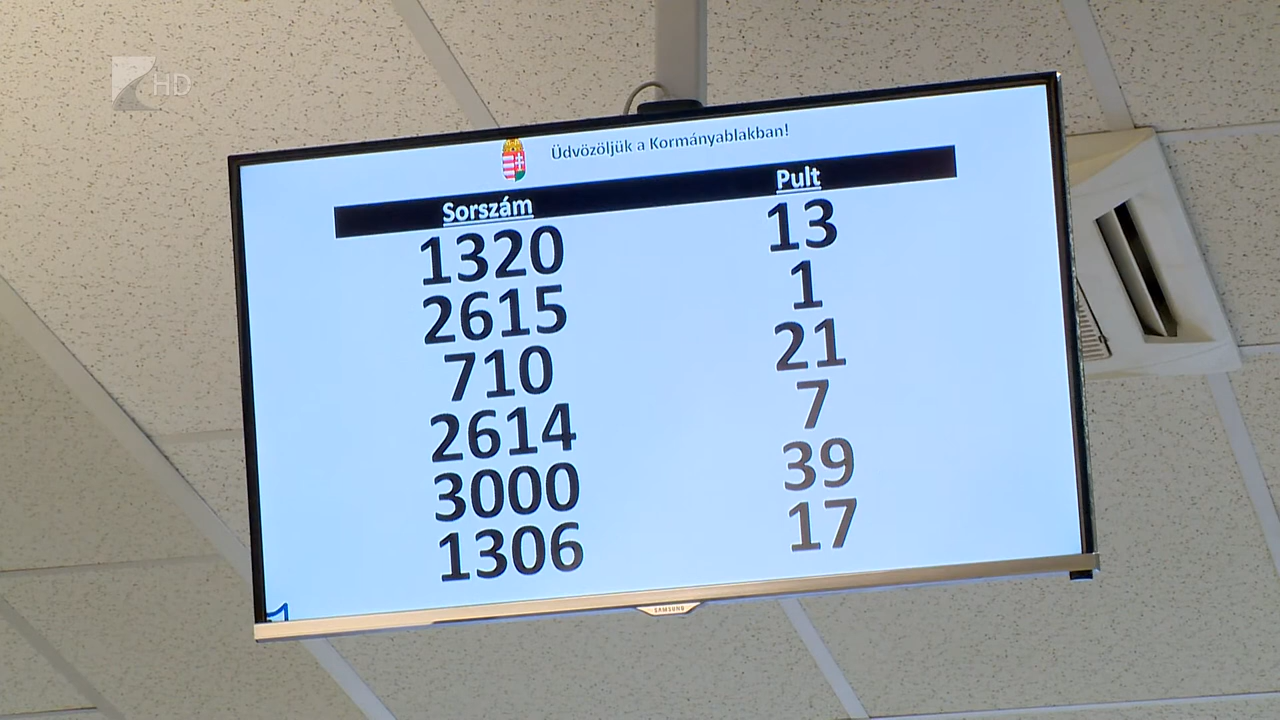 HD
Üdvözöljük a Kormányablakban!
Sorszám Pult
1320 13
2615 1
710 21
2614 7
3000 39
1306 17
SAMSUNG